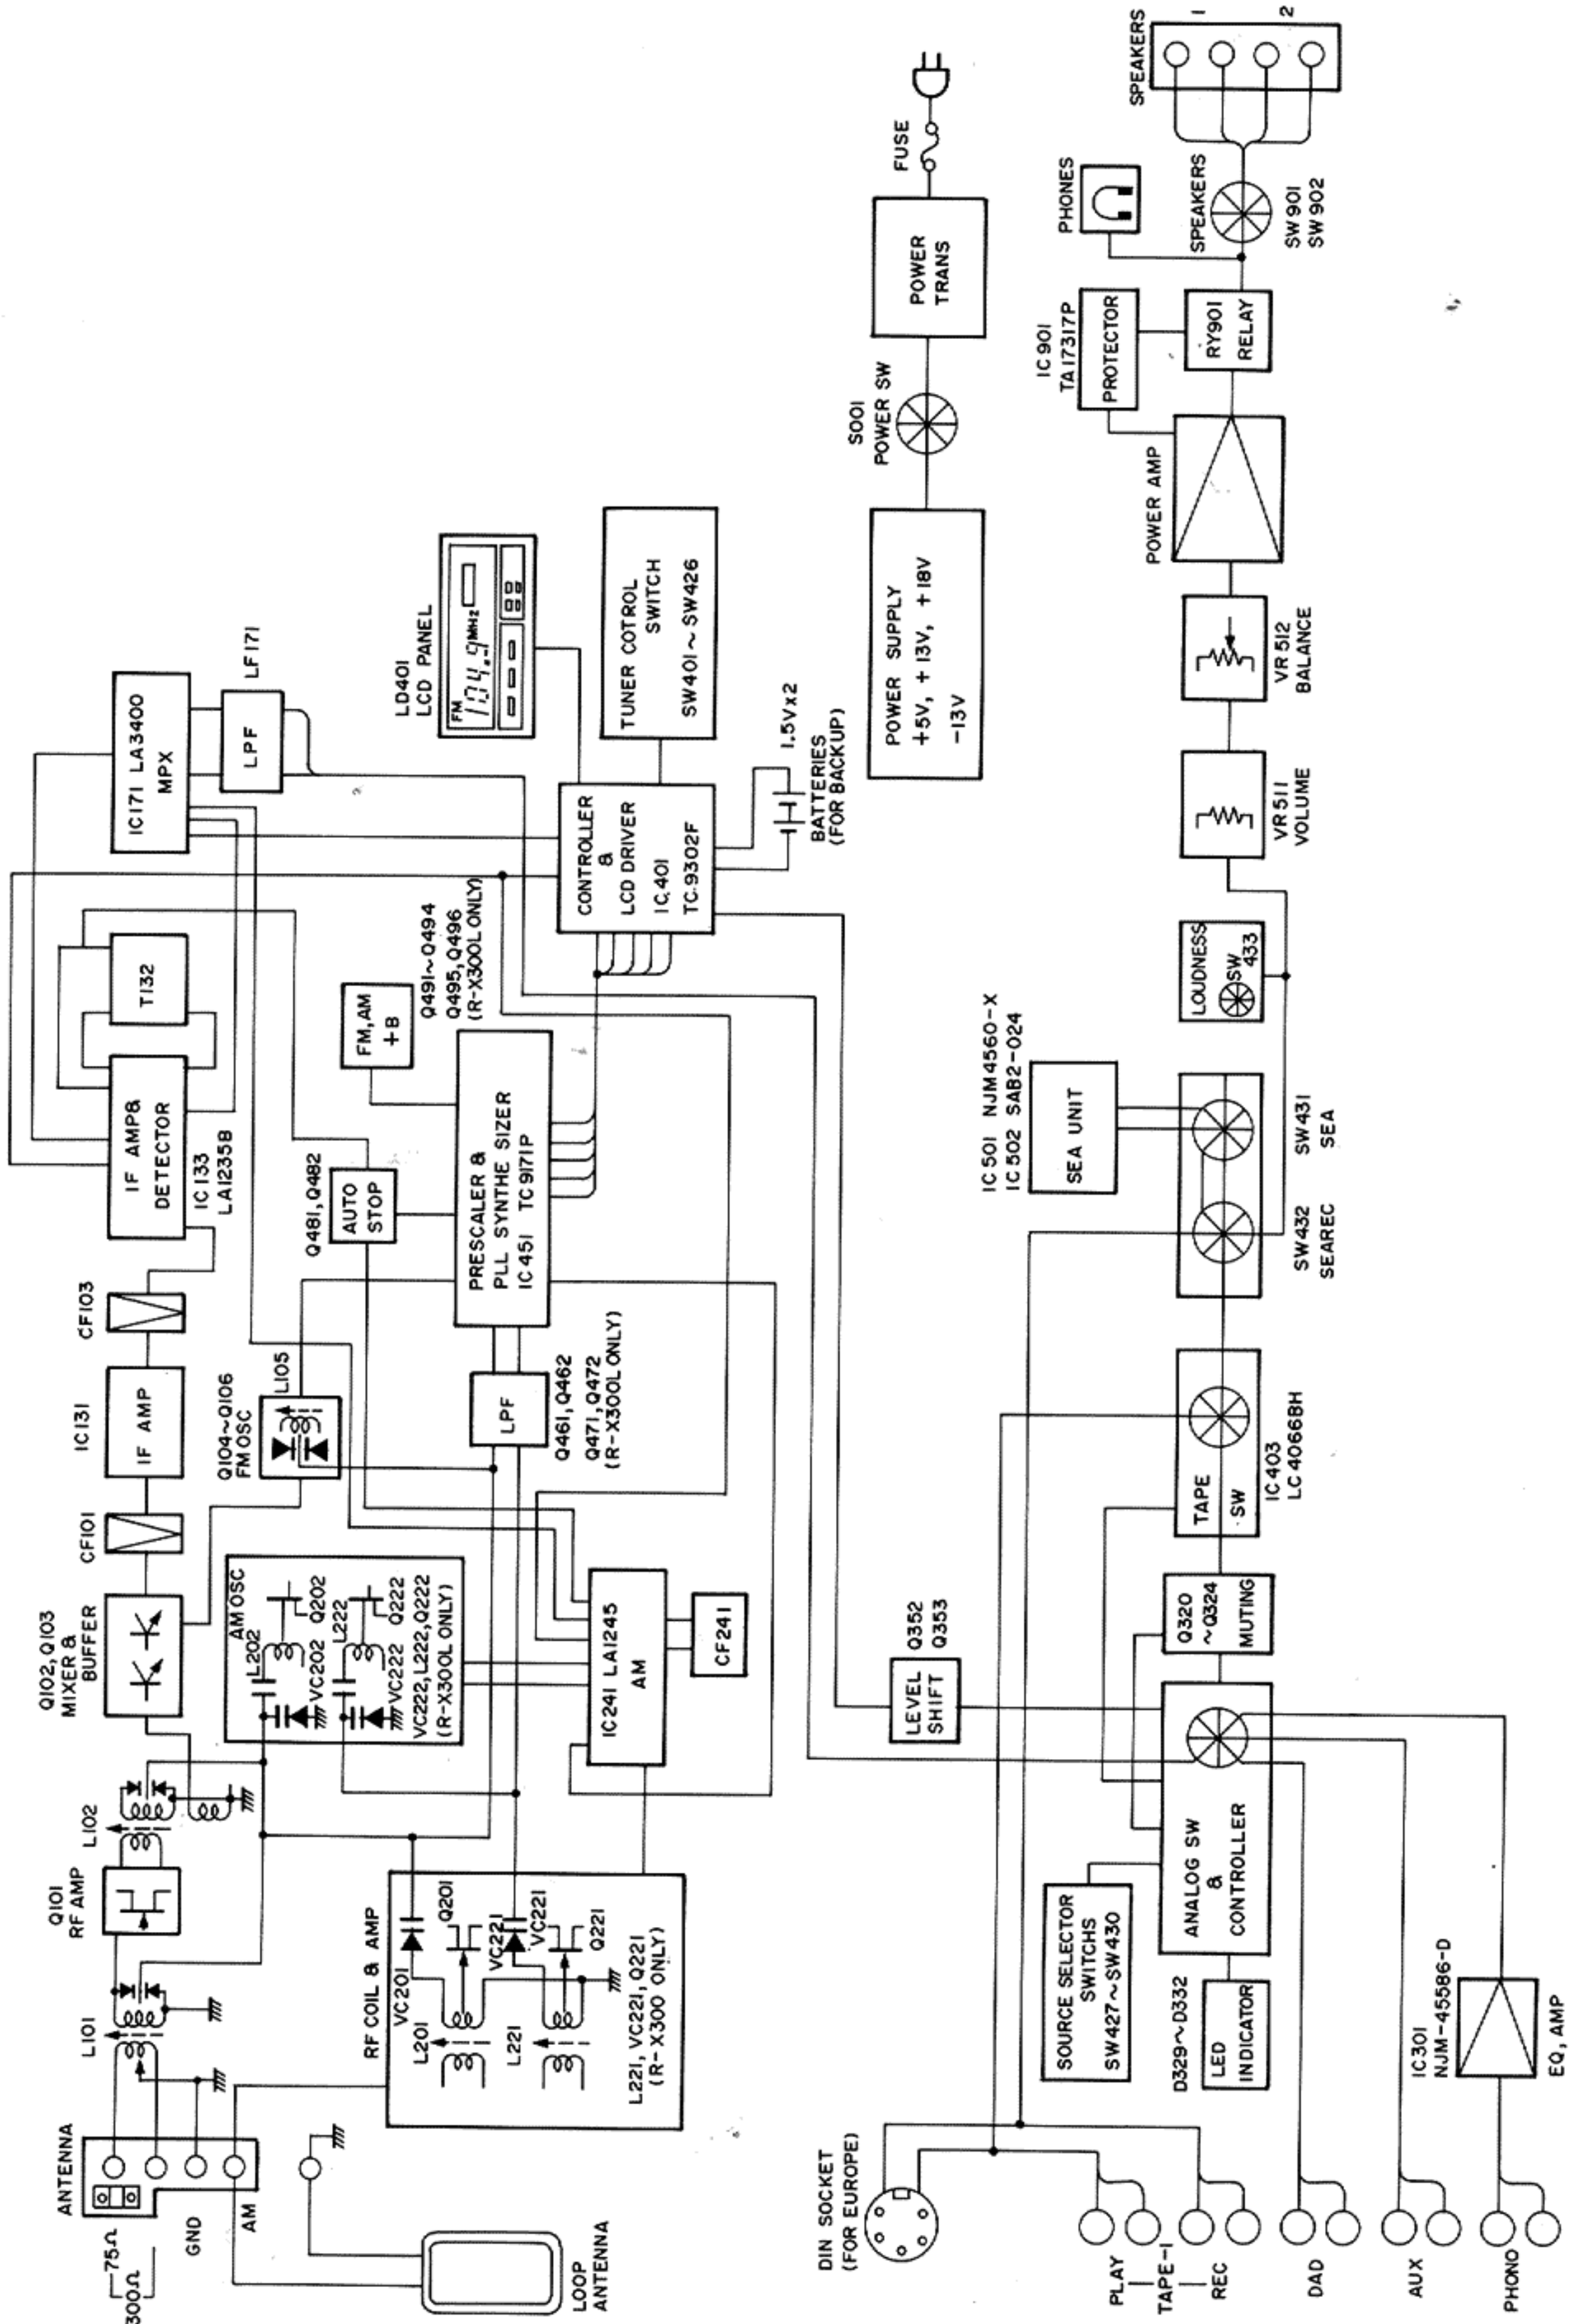 ANTENNA
75Ω
300Ω
GND
AM
LOOP
ANTENNA
L101
Q101
RF AMP
L102
Q102,Q103
MIXER &
BUFFER
CF101
IC131
IF AMP
CF103
IF AMP&
DETECTOR
IC133
LA1235B
T132
IC171 LA3400
MPX
LPF
LF171
RF COIL & AMP
VC201
L201
Q201
VC221
L221
VC221
Q221
L221, VC221, Q221
(R-X300 ONLY)
AM OSC
L202
Q202
VC202
L222
Q222
VC222
VC222,L222,Q222
(R-X300L ONLY)
Q104~Q106
FM OSC
L105
IC241 LA1245
AM
CF241
LPF
Q461,Q462
Q471,Q472
(R-X300L ONLY)
Q481,Q482
AUTO
STOP
PRESCALER &
PLL SYNTHE SIZER
IC451 TC9171P
FM,AM
+B
Q491~Q494
Q495,Q496
(R-X300L ONLY)
CONTROLLER
&
LCD DRIVER
IC401
TC-9302F
LD401
LCD PANEL
FM
104.9MHz
TUNER COTROL
SWITCH
SW401~SW426
1.5Vx2
BATTERIES
(FOR BACKUP)
POWER SUPPLY
+5V, +13V, +18V
-13V
S001
POWER SW
POWER
TRANS
FUSE
DIN SOCKET
(FOR EUROPE)
PLAY
TAPE-1
REC
DAD
AUX
PHONO
IC301
NJM-4558G-D
EQ, AMP
SOURCE SELECTOR
SWITCHS
SW427~SW430
D329~D332
LED
INDICATOR
ANALOG SW
&
CONTROLLER
LEVEL
SHIFT
Q352
Q353
Q320
~Q324
MUTING
TAPE
SW
IC403
LC4066BH
SW432
SEAREC
SW431
SEA
IC501 NJM4560-X
IC502 SAB2-024
SEA UNIT
LOUDNESS
SW
433
VR511
VOLUME
VR512
BALANCE
POWER AMP
IC901
TA17317P
PROTECTOR
RY901
RELAY
PHONES
SPEAKERS
SW901
SW902
SPEAKERS
1
2